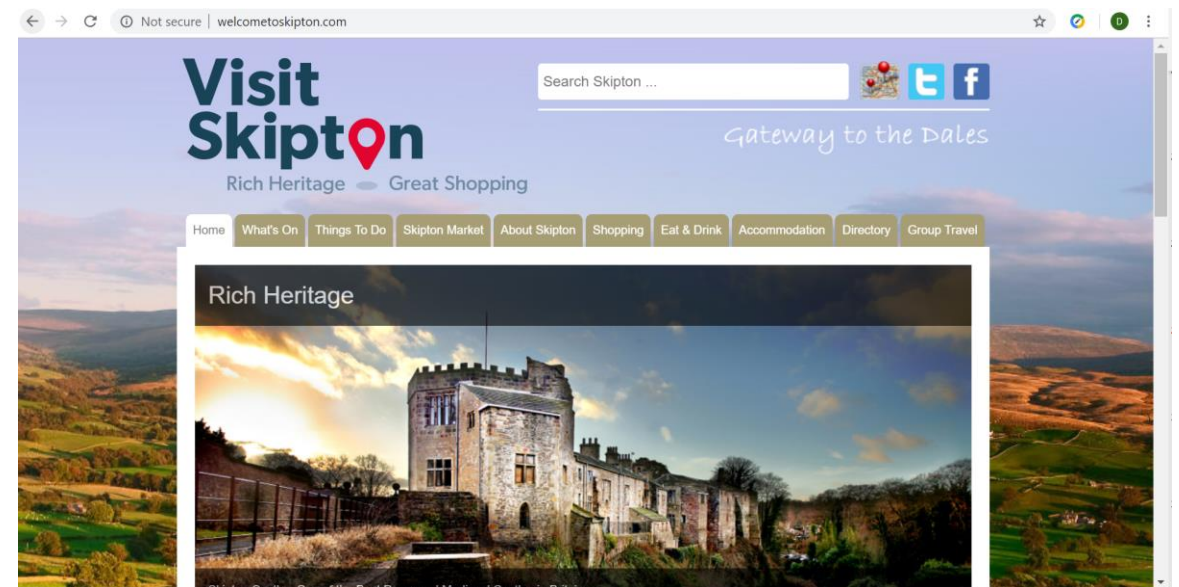 Not secure | welcometoskipton.com
D
Visit
Skipton
Rich Heritage Great Shopping
Search Skipton ...
Gateway to the Dales
Home What's On Things To Do Skipton Market About Skipton Shopping Eat & Drink Accommodation Directory Group Travel
Rich Heritage